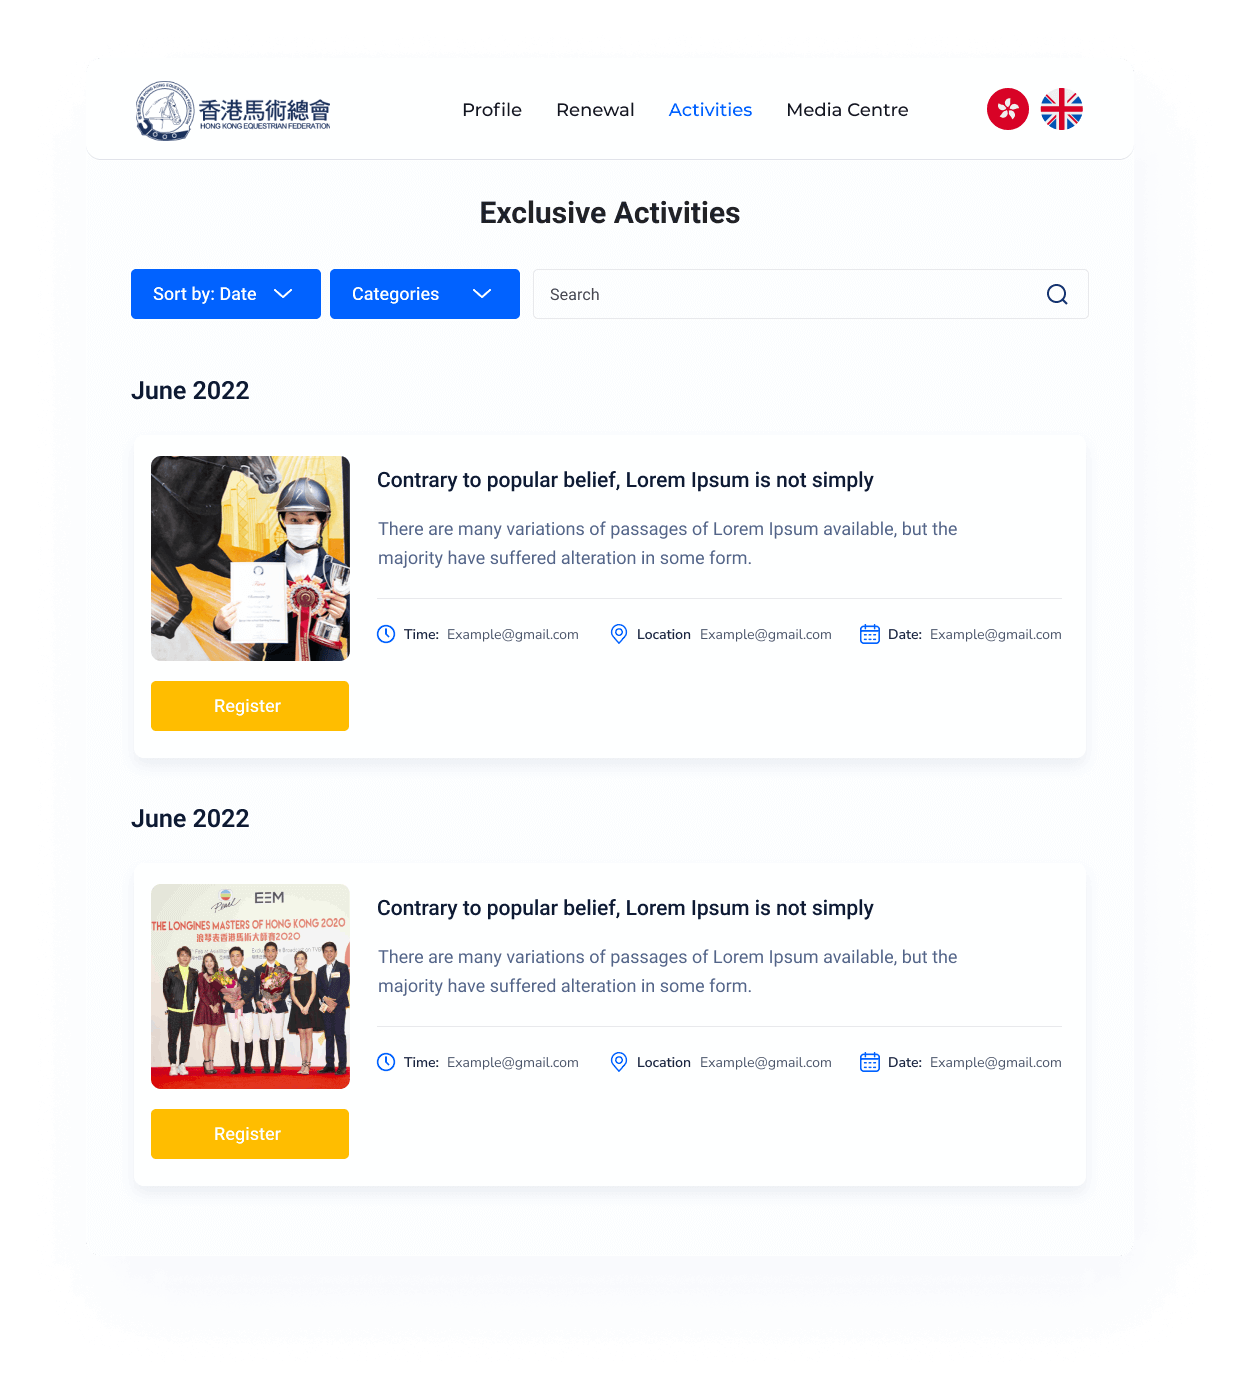 香港馬術總會
HONG KONG EQUESTRIAN FEDERATION
Profile
Renewal
Activities
Media Centre
Exclusive Activities
Sort by: Date
Categories
Search
June 2022
Contrary to popular belief, Lorem Ipsum is not simply
There are many variations of passages of Lorem Ipsum available, but the
majority have suffered alteration in some form.
Time: Example@gmail.com
Location Example@gmail.com
Date: Example@gmail.com
Register
June 2022
Pearl
EEM
THE LONGINES MASTERS OF HONG KONG 2020
浪琴表香港馬術大師賽2020
Contrary to popular belief, Lorem Ipsum is not simply
There are many variations of passages of Lorem Ipsum available, but the
majority have suffered alteration in some form.
Time: Example@gmail.com
Location Example@gmail.com
Date: Example@gmail.com
Register